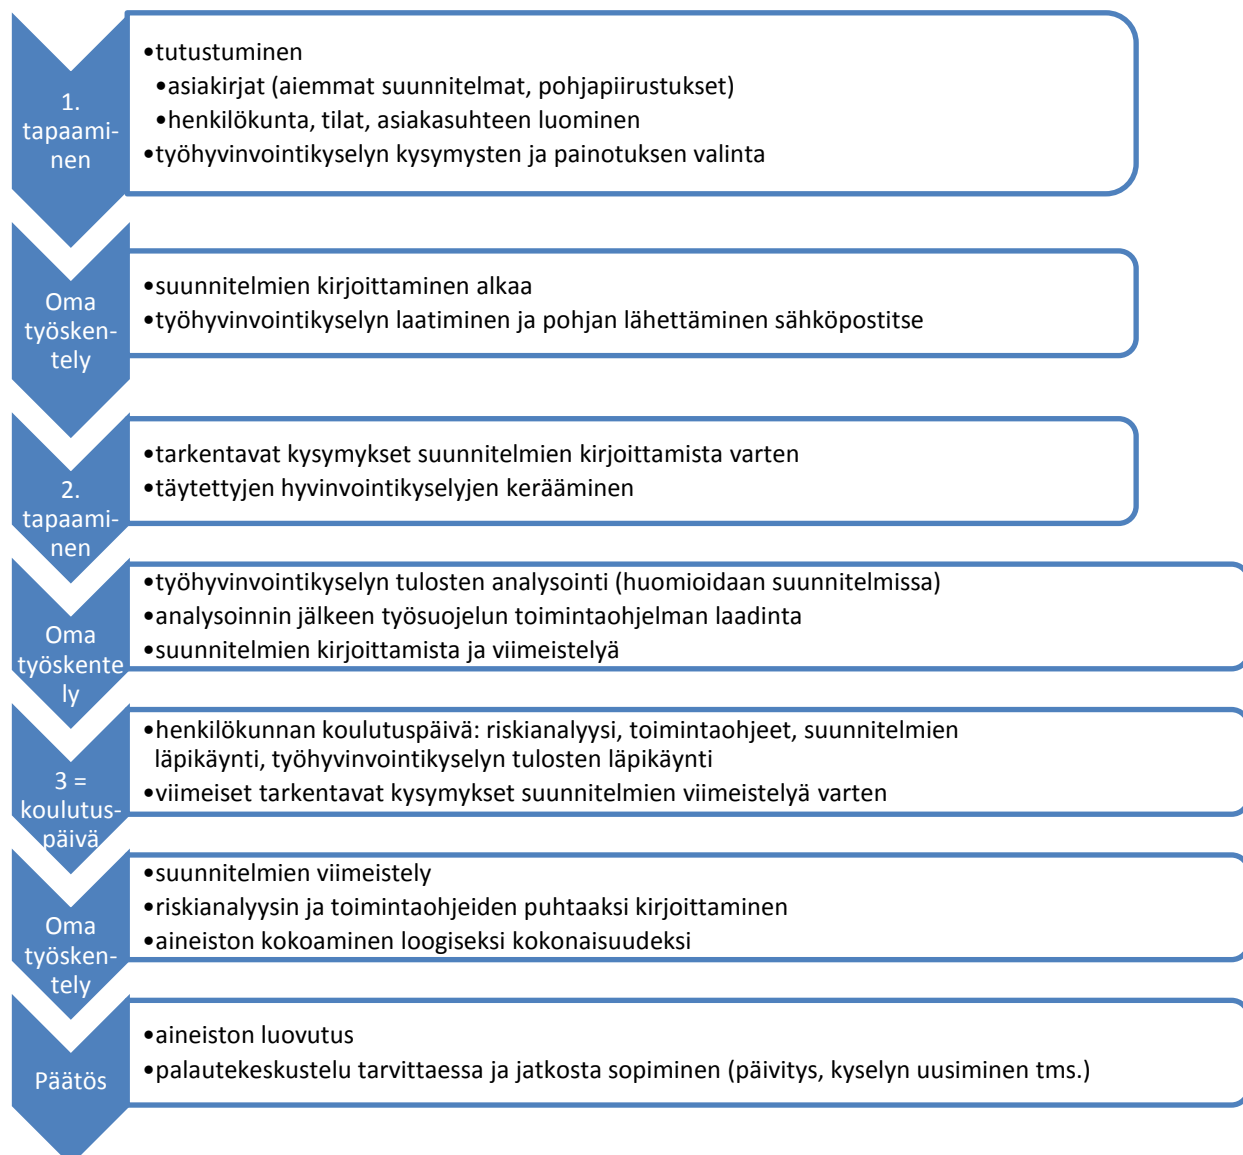 1.
tapaami-
nen
•tutustuminen
•asiakirjat (aiemmat suunnitelmat, pohjapiirustukset)
•henkilökunta, tilat, asiakasuhteen luominen
•työhyvinvointikyselyn kysymysten ja painotuksen valinta
Oma
työsken-
tely
•suunnitelmien kirjoittaminen alkaa
•työhyvinvointikyselyn laatiminen ja pohjan lähettäminen sähköpostitse
2.
tapaami-
nen
•tarkentavat kysymykset suunnitelmien kirjoittamista varten
•täytettyjen hyvinvointikyselyjen kerääminen
Oma
työskente
ly
•työhyvinvointikyselyn tulosten analysointi (huomioidaan suunnitelmissa)
•analysoinnin jälkeen työsuojelun toimintaohjelman laadinta
•suunnitelmien kirjoittamista ja viimeistelyä
3 =
koulutus-
päivä
•henkilökunnan koulutuspäivä: riskianalyysi, toimintaohjeet, suunnitelmien
läpikäynti, työhyvinvointikyselyn tulosten läpikäynti
•viimeiset tarkentavat kysymykset suunnitelmien viimeistelyä varten
Oma
työsken-
tely
•suunnitelmien viimeistely
•riskianalyysin ja toimintaohjeiden puhtaaksi kirjoittaminen
•aineiston kokoaminen loogiseksi kokonaisuudeksi
Päätös
•aineiston luovutus
•palautekeskustelu tarvittaessa ja jatkosta sopiminen (päivitys, kyselyn uusiminen tms.)